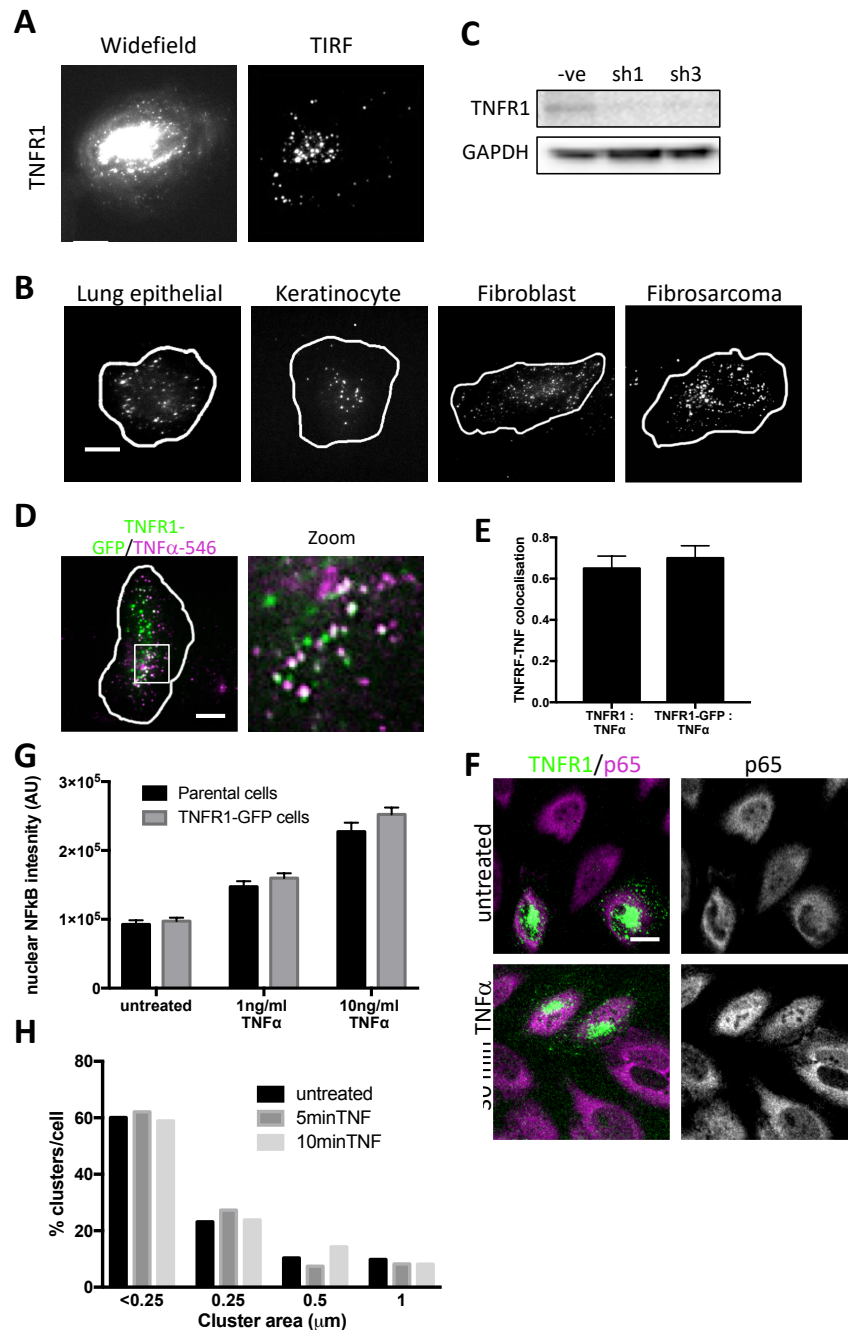 A
Widefield
TIRF
TNFR1
C
-ve sh1 sh3
TNFR1
GAPDH
B
Lung epithelial
Keratinocyte
Fibroblast
Fibrosarcoma
D
TNFR1-
GFP/TNFα-546
Zoom
E
TNFRF-TNF colocalisation
0.8
0.6
0.4
0.2
0.0
TNFR1 :
TNFα
TNFR1-GFP :
TNFα
G
nuclear NFkB intesnity (AU)
3×10⁵
2×10⁵
1×10⁵
0
Parental cells
TNFR1-GFP cells
untreated
1ng/ml
TNFα
10ng/ml
TNFα
F
TNFR1/p65
p65
untreated
min TNFα
H
% clusters/cell
80
60
40
20
0
untreated
5minTNF
10minTNF
<0.25
0.25
0.5
1
Cluster area (μm)